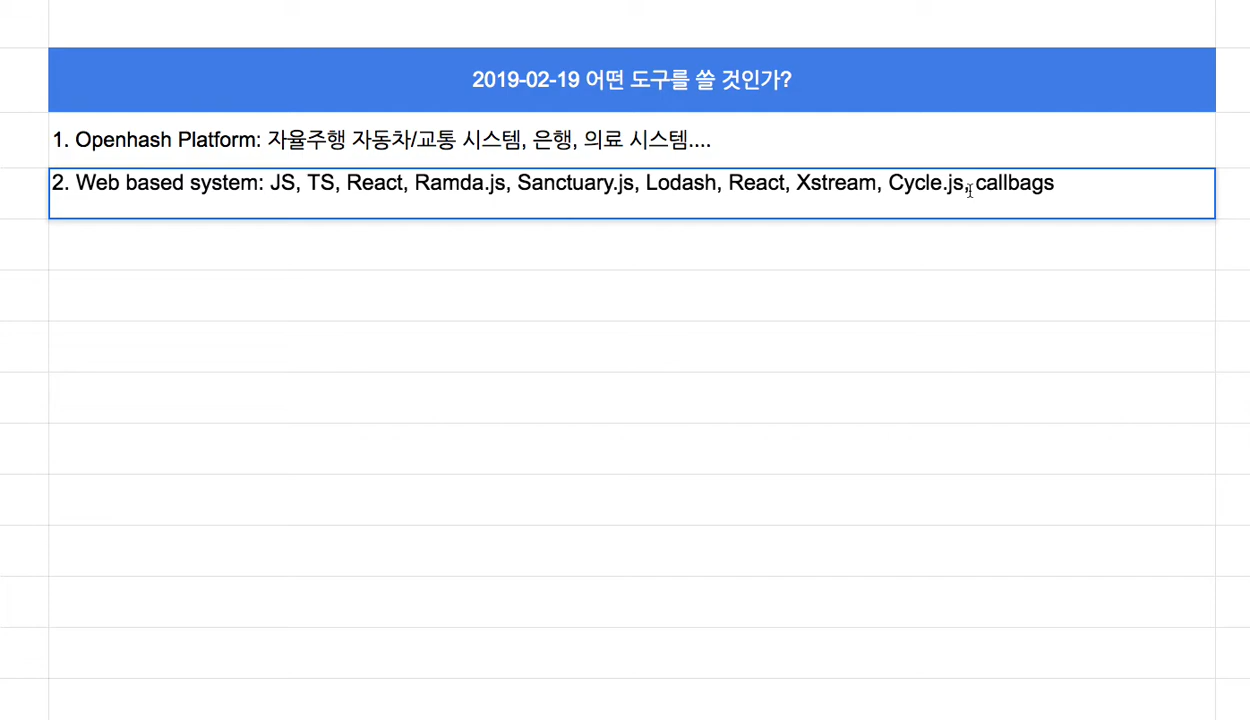 2019-02-19 어떤 도구를 쓸 것인가?
1. Openhash Platform: 자율주행 자동차/교통 시스템, 은행, 의료 시스템....
2. Web based system: JS, TS, React, Ramda.js, Sanctuary.js, Lodash, React, Xstream, Cycle.js, callbags